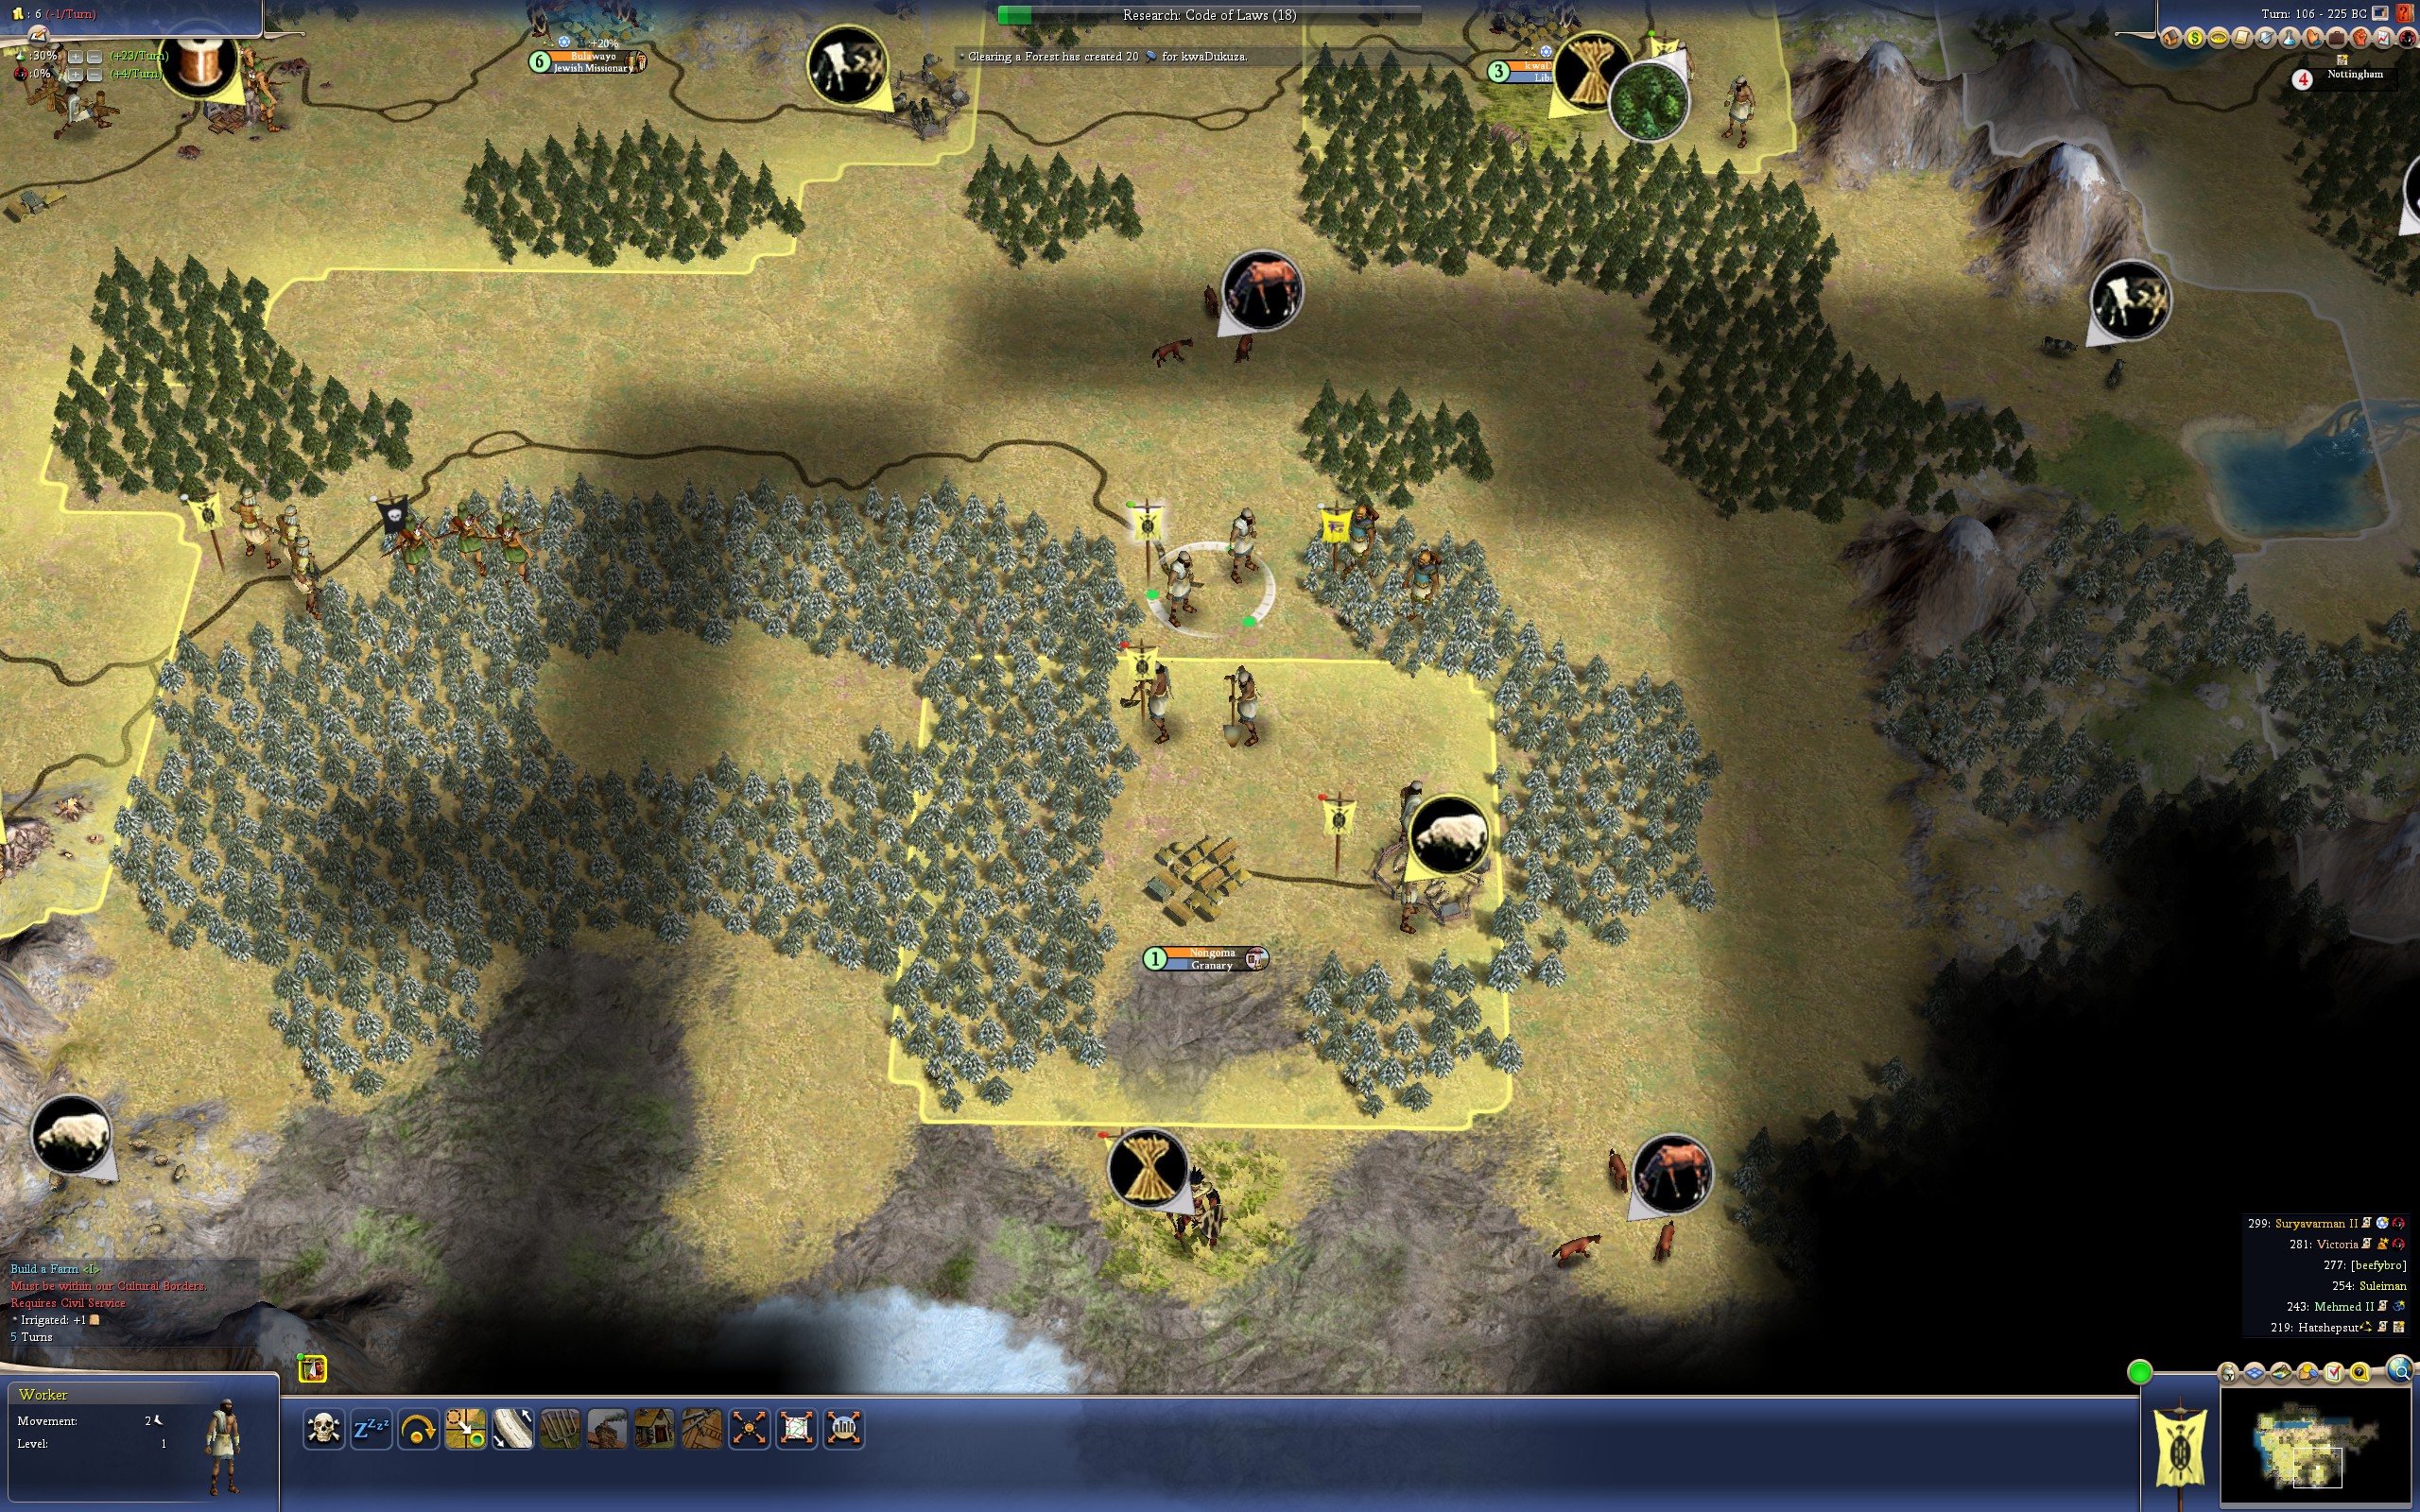 : 6 (-1/Turn)
:30% (+23/Turn)
:0% (+4/Turn)
Research: Code of Laws (18)
Clearing a Forest has created 20 for kwaDukuza.
Turn: 106 - 225 BC
+20%
6 Bulawayo
Jewish Missionary
3
4 Nottingham
1 Nongoma
Granary
299: Suryavarman II
281: Victoria
277: [beefybro]
254: Suleiman
243: Mehmed II
219: Hatshepsut
Build a Farm <I>
Must be within our Cultural Borders.
Requires Civil Service
* Irrigated: +1
5 Turns
Worker
Movement: 2
Level: 1
ZZZZZ